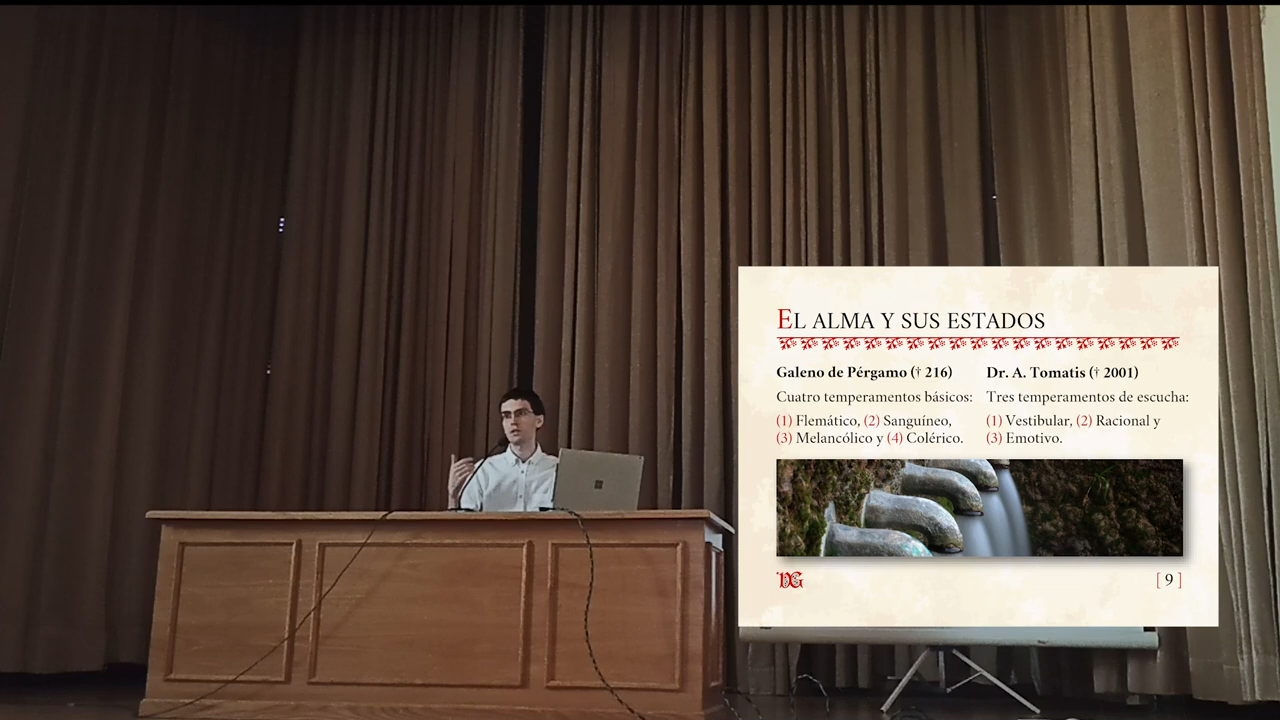 El alma y sus estados
Galeno de Pérgamo († 216)
Cuatro temperamentos básicos:
(1) Flemático, (2) Sanguíneo,
(3) Melancólico y (4) Colérico.
Dr. A. Tomatis († 2001)
Tres temperamentos de escucha:
(1) Vestibular, (2) Racional y
(3) Emotivo.
[ 9 ]